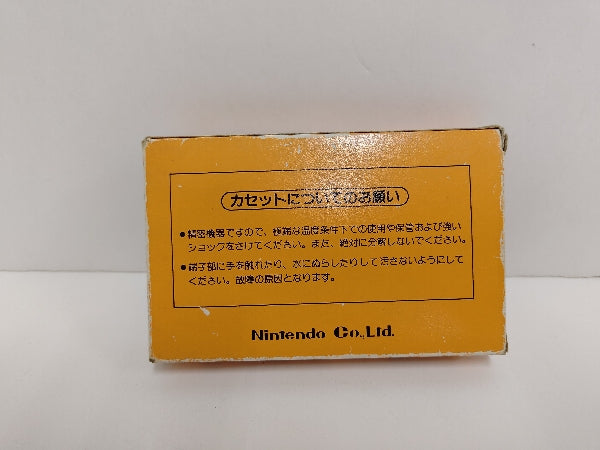 カセットについてのお願い
●精密機器ですので、極端な温度条件下での使用や保管および強い
ショックをさけてください。また、絶対に分解しないでください。
●端子部に手を触れたり、水にぬらしたりして汚さないようにして
ください。故障の原因となります。
Nintendo Co.,Ltd.